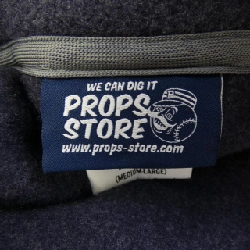 WE CAN DIG IT
PROPS
STORE
www.props-store.com
(MEDIUM-LARGE)